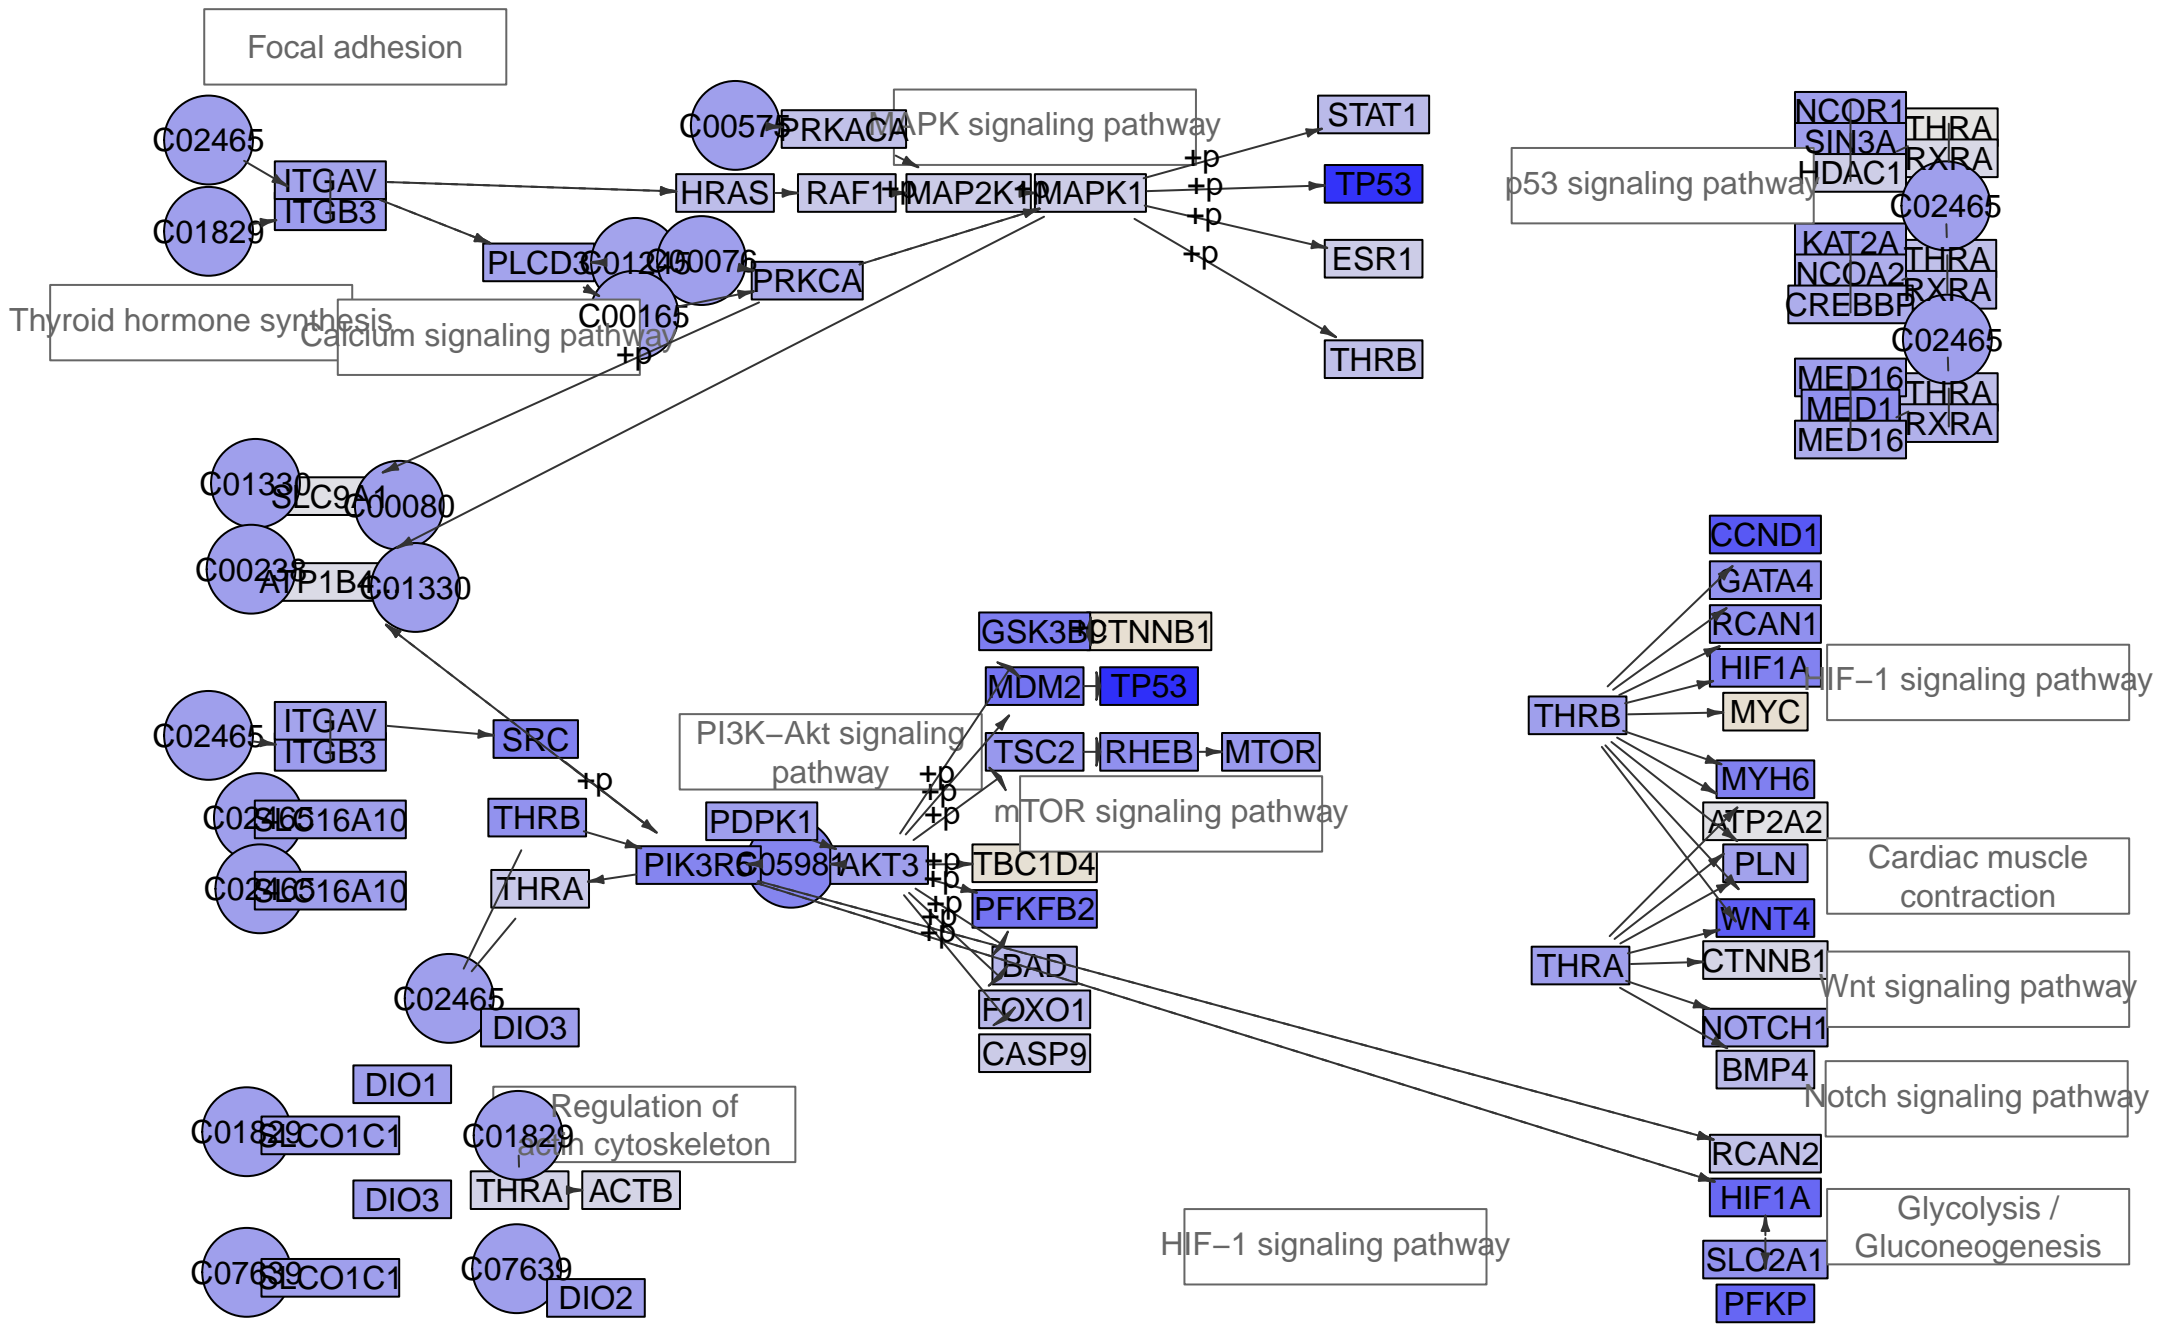 Focal adhesion
C02465
C01829
ITGAV
ITGB3
C00575
PRKACA
MAPK signaling pathway
HRAS
RAF1
+p
MAP2K1
+p
MAPK1
PLCD3
C01245
C00076
C00165
PRKCA
Thyroid hormone synthesis
Calcium signaling pathway
+p
+p
+p
+p
+p
STAT1
TP53
ESR1
THRB
p53 signaling pathway
NCOR1
SIN3A
HDAC1
THRA
RXRA
C02465
KAT2A
NCOA2
CREBBP
THRA
RXRA
C02465
MED16
MED1
MED16
THRA
RXRA
C01330
SLC9A1
C00080
C00238
ATP1B4
C01330
C02465
ITGAV
ITGB3
SRC
+p
C02465
SLC16A10
C02465
SLC16A10
THRB
THRA
C02465
DIO3
PIK3R6
PDPK1
C05981
AKT3
PI3K−Akt signaling
pathway
GSK3B
+p
CTNNB1
MDM2
TP53
TSC2
RHEB
MTOR
mTOR signaling pathway
+p
+p
+p
+p
+p
+p
+p
+p
TBC1D4
PFKFB2
BAD
FOXO1
CASP9
CCND1
GATA4
RCAN1
HIF1A
HIF−1 signaling pathway
MYC
THRB
MYH6
ATP2A2
PLN
Cardiac muscle
contraction
WNT4
THRA
CTNNB1
Wnt signaling pathway
NOTCH1
BMP4
Notch signaling pathway
RCAN2
HIF1A
Glycolysis /
Gluconeogenesis
SLC2A1
PFKP
HIF−1 signaling pathway
DIO1
C01829
SLCO1C1
DIO3
C07639
SLCO1C1
Regulation of
actin cytoskeleton
C01829
THRA
ACTB
C07639
DIO2